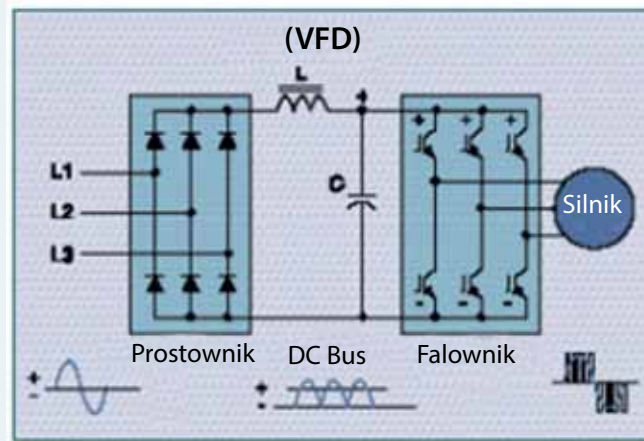 (VFD)
L
+
+ + +
L1
C
L2
Silnik
L3
- - -
Prostownik DC Bus Falownik
+
-
+
-